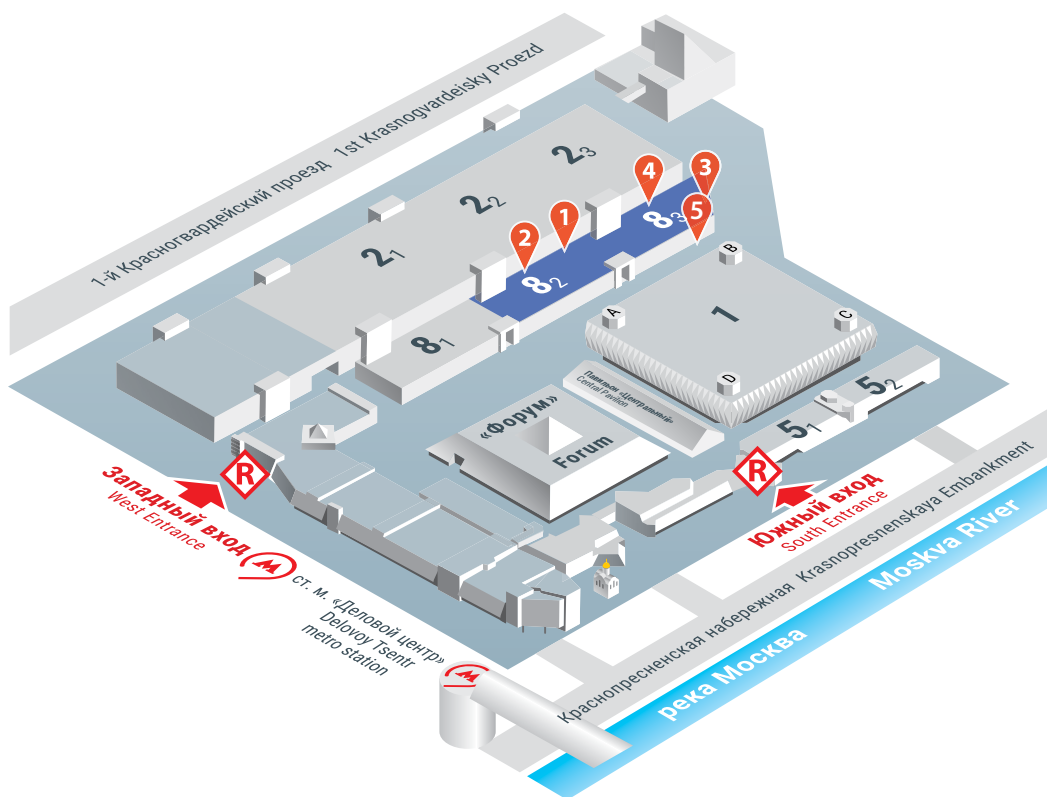 1-й Красногвардейский проезд 1st Krasnogvardeisky Proezd
2₃
2₂
2₁
4
3
1
2
5
8₃
8₂
8₁
B
A
1
C
D
Павильон «Центральный»
Central Pavilion
5₂
5₁
«Форум»
Forum
R
Западный вход
West Entrance
R
Южный вход
South Entrance
М
ст. м. «Деловой центр»
Delovoy Tsentr
metro station
М
Краснопресненская набережная Krasnopresnenskaya Embankment
река Москва Moskva River